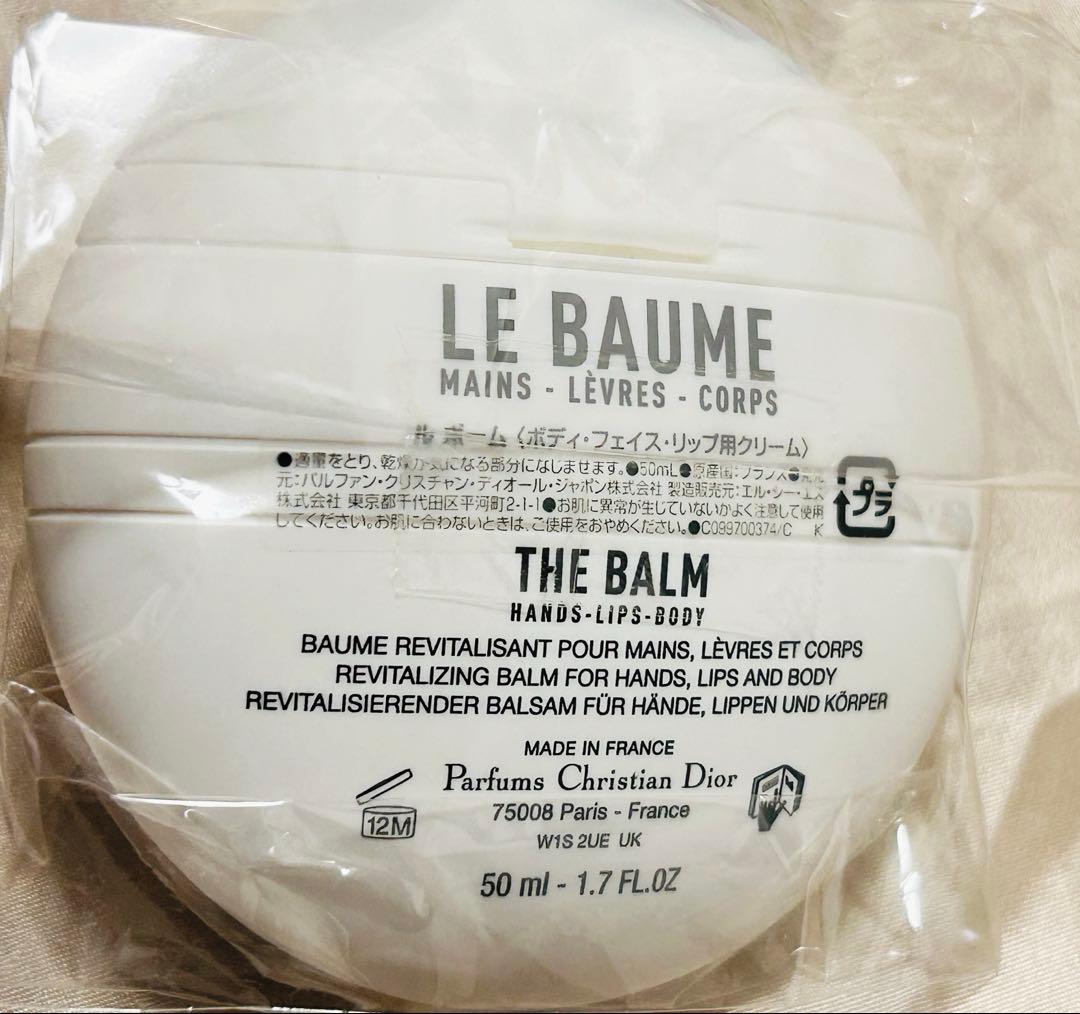 LE BAUME
MAINS - LÈVRES - CORPS
ル ボーム〈ボディ・フェイス・リップ用クリーム〉
●適量をとり、乾燥が気になる部分になじませます。●50mL●原産国：フランス●発売
元：パルファン・クリスチャン・ディオール・ジャポン株式会社 製造販売元：エル・シー・エス
株式会社 東京都千代田区平河町2-1-1●お肌に異常が生じていないかよく注意して使用
してください。お肌に合わないときは、ご使用をおやめください。●C099700374/C K
プラ
THE BALM
HANDS-LIPS-BODY
BAUME REVITALISANT POUR MAINS, LÈVRES ET CORPS
REVITALIZING BALM FOR HANDS, LIPS AND BODY
REVITALISIERENDER BALSAM FÜR HÄNDE, LIPPEN UND KÖRPER
MADE IN FRANCE
Parfums Christian Dior
75008 Paris - France
W1S 2UE UK
12M
50 ml - 1.7 FL.OZ